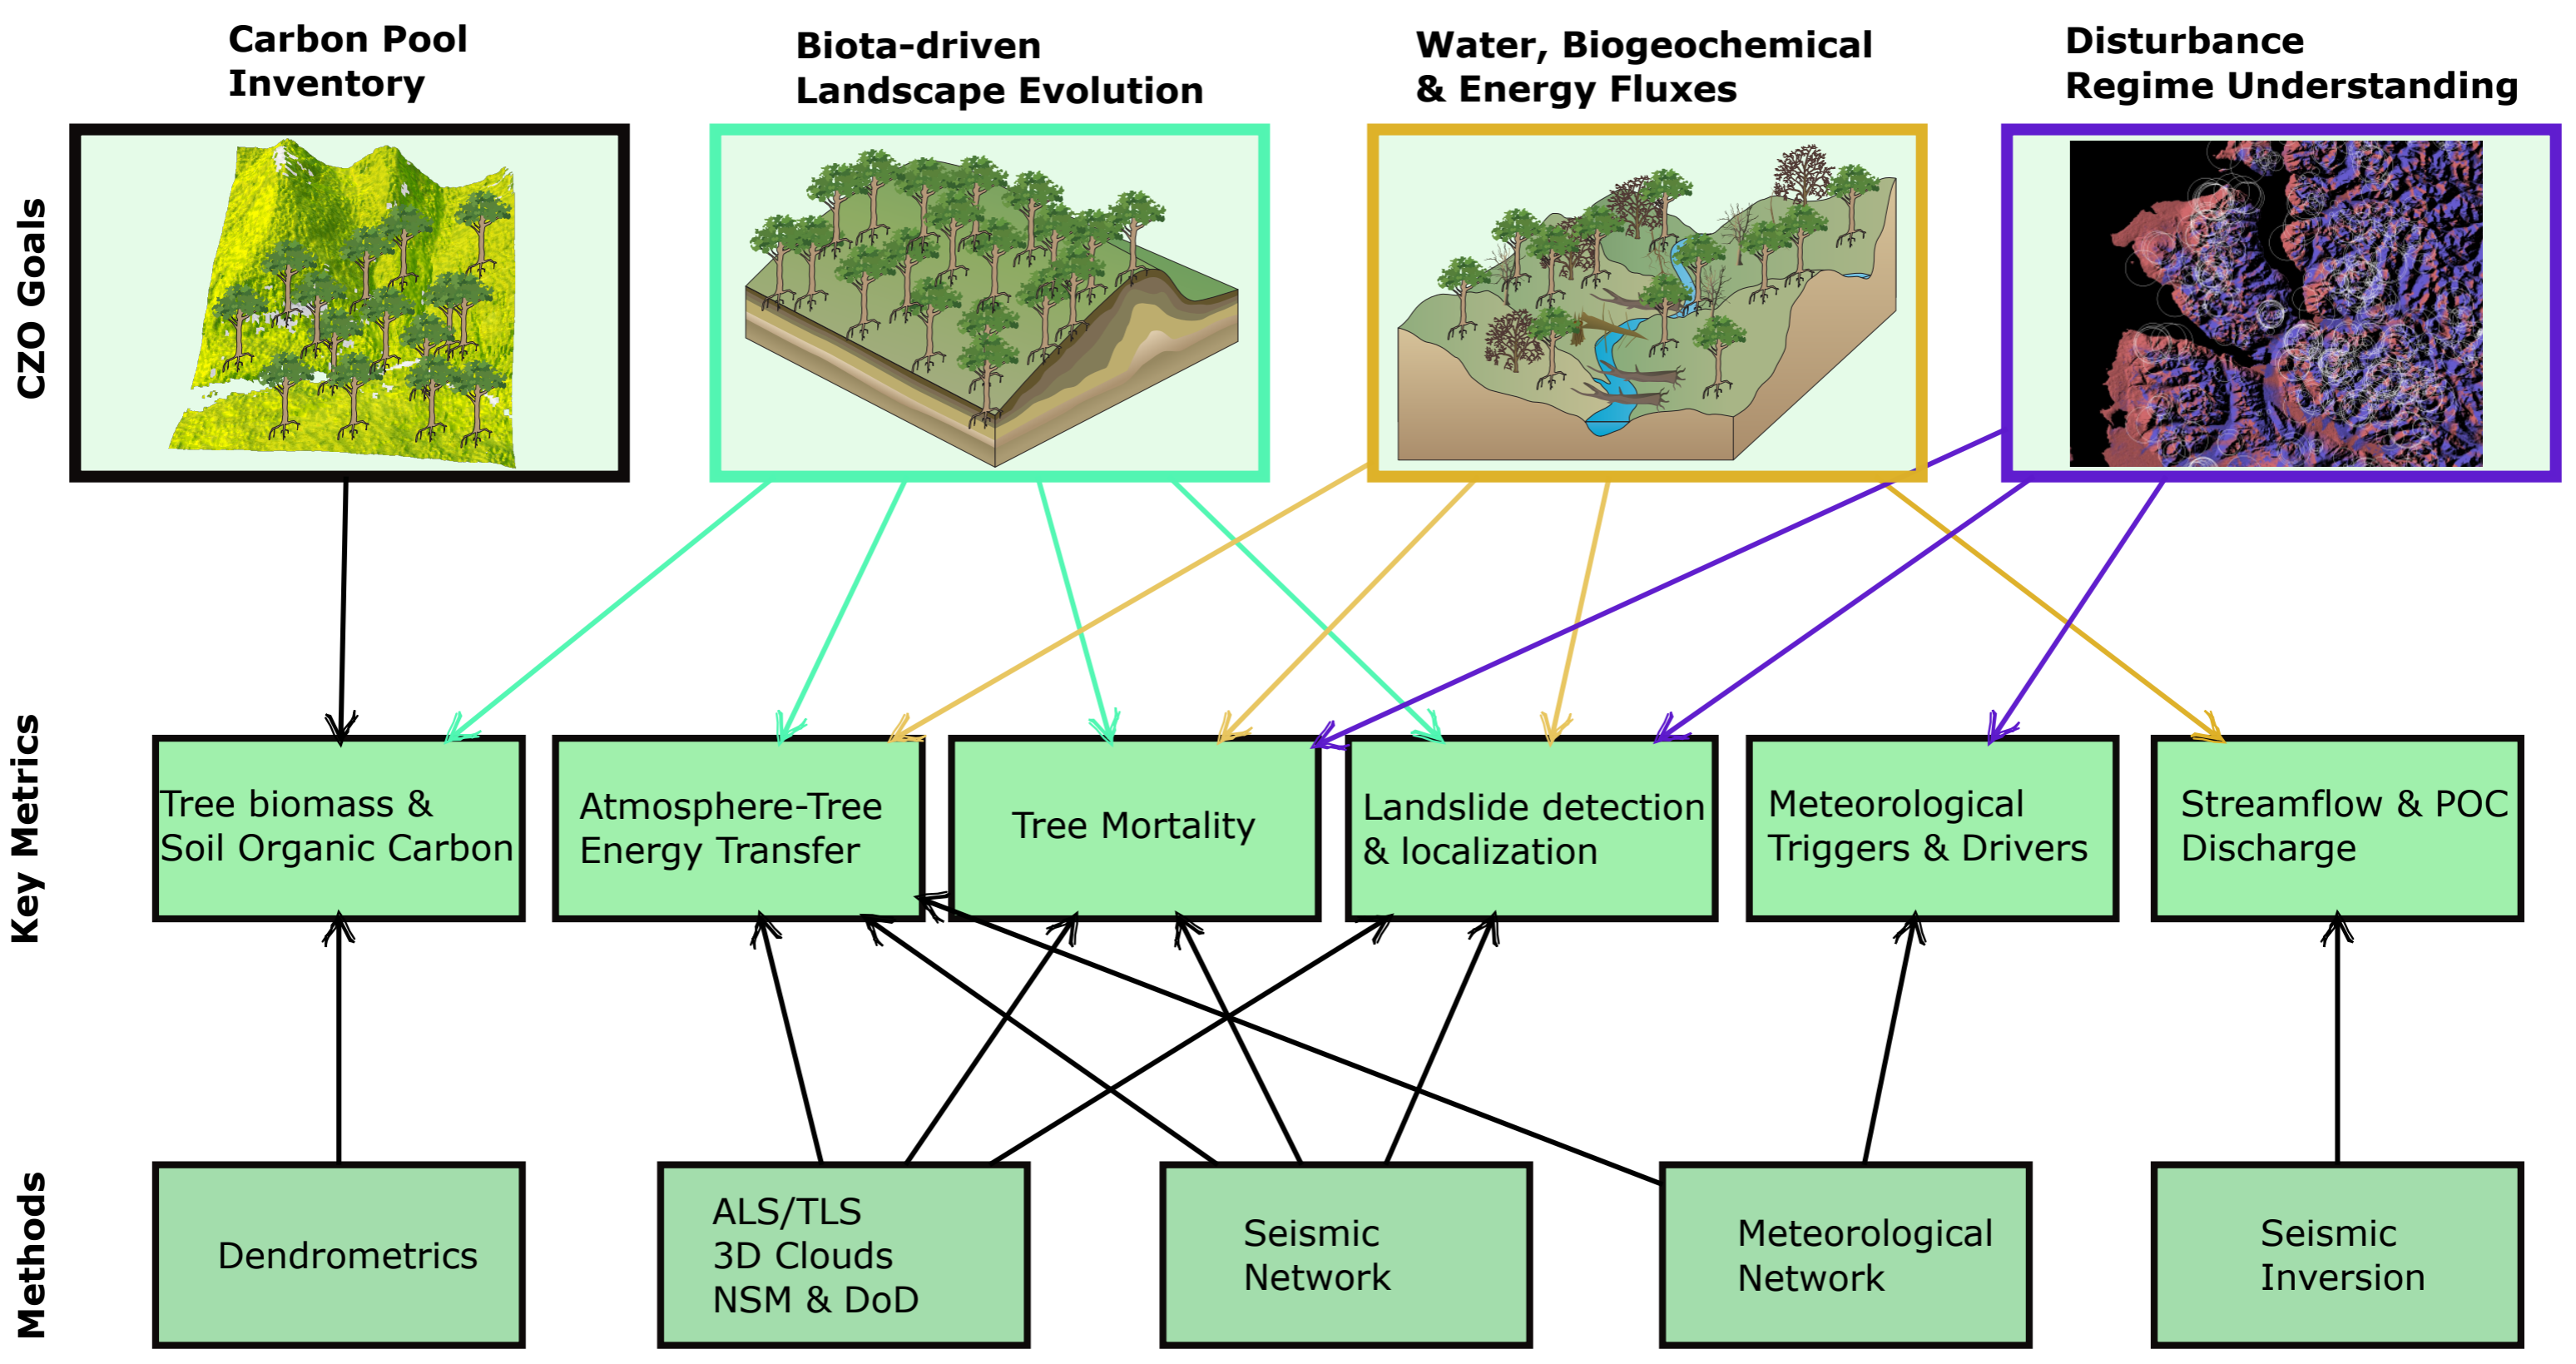 Carbon Pool
Inventory
Biota-driven
Landscape Evolution
Water, Biogeochemical
& Energy Fluxes
Disturbance
Regime Understanding
CZO Goals
Key Metrics
Tree biomass &
Soil Organic Carbon
Atmosphere-Tree
Energy Transfer
Tree Mortality
Landslide detection
& localization
Meteorological
Triggers & Drivers
Streamflow & POC
Discharge
Methods
Dendrometrics
ALS/TLS
3D Clouds
NSM & DoD
Seismic
Network
Meteorological
Network
Seismic
Inversion